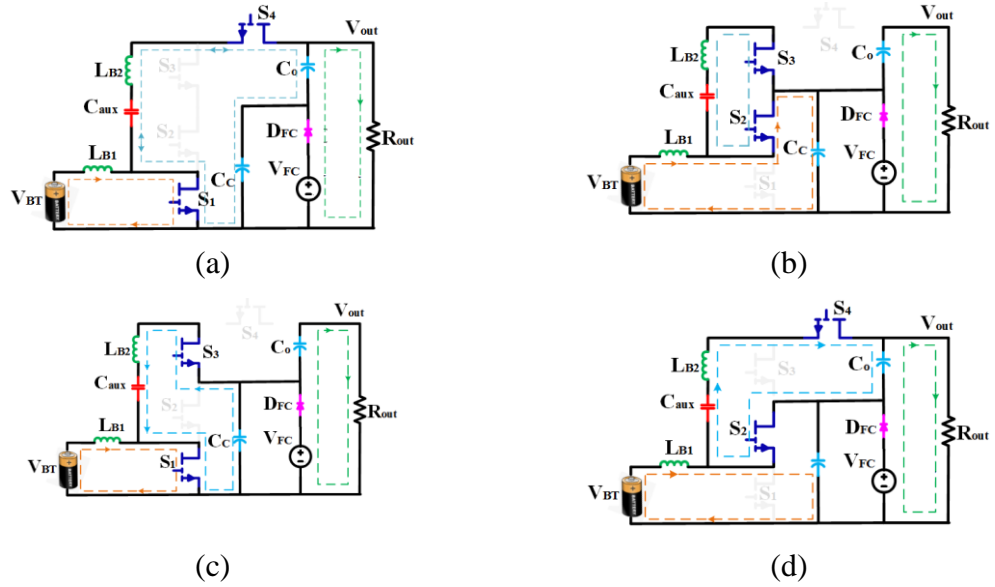 S4
Vout
LB2
S3
Co
Caux
S2
DFC
Rout
LB1
CC
VFC
VBT
S1
(a)
Vout
S4
LB2
S3
Co
Caux
S2
DFC
Rout
LB1
CC
VFC
VBT
S1
(b)
Vout
S4
LB2
S3
Co
Caux
S2
DFC
Rout
LB1
CC
VFC
VBT
S1
(c)
S4
Vout
LB2
S3
Co
Caux
S2
DFC
Rout
LB1
VFC
VBT
S1
(d)